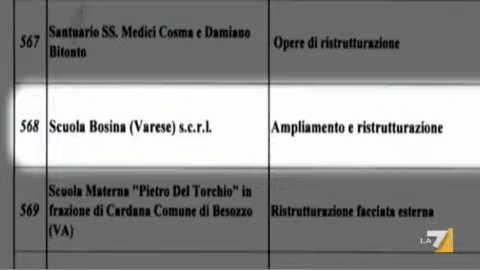 567
Santuario SS. Medici Cosma e Damiano
Bitonto
Opere di ristrutturazione
568
Scuola Bosina (Varese) s.c.r.l.
Ampliamento e ristrutturazione
569
Scuola Materna "Pietro Del Torchio" in
frazione di Cardana Comune di Besozzo
(VA)
Ristrutturazione facciata esterna
LA7